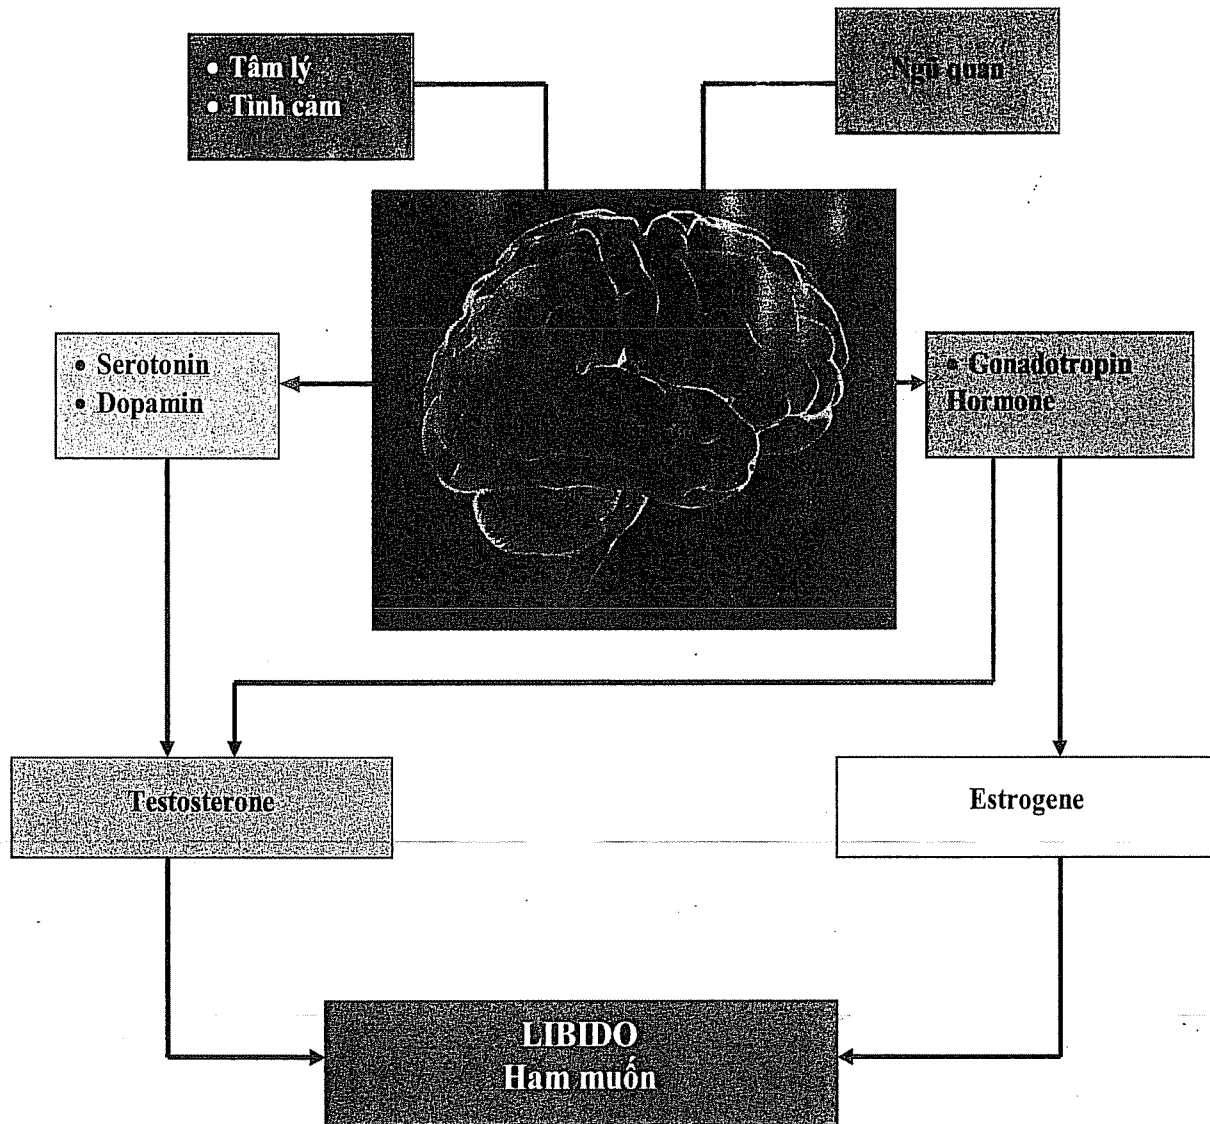 • Tâm lý
• Tình cảm
Ngũ quan
• Serotonin
• Dopamin
• Gonadotropin
Hormone
Testosterone
Estrogene
LIBIDO
Ham muốn